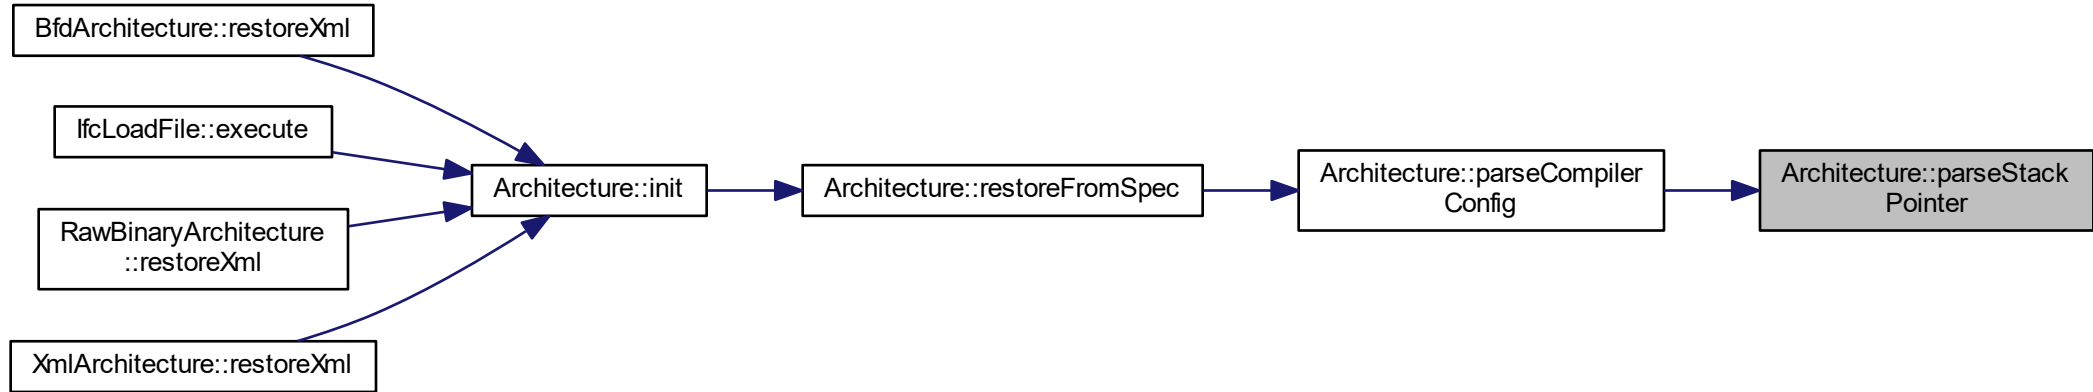 BfdArchitecture::restoreXml
IfcLoadFile::execute
RawBinaryArchitecture
::restoreXml
XmlArchitecture::restoreXml
Architecture::init
Architecture::restoreFromSpec
Architecture::parseCompiler
Config
Architecture::parseStack
Pointer